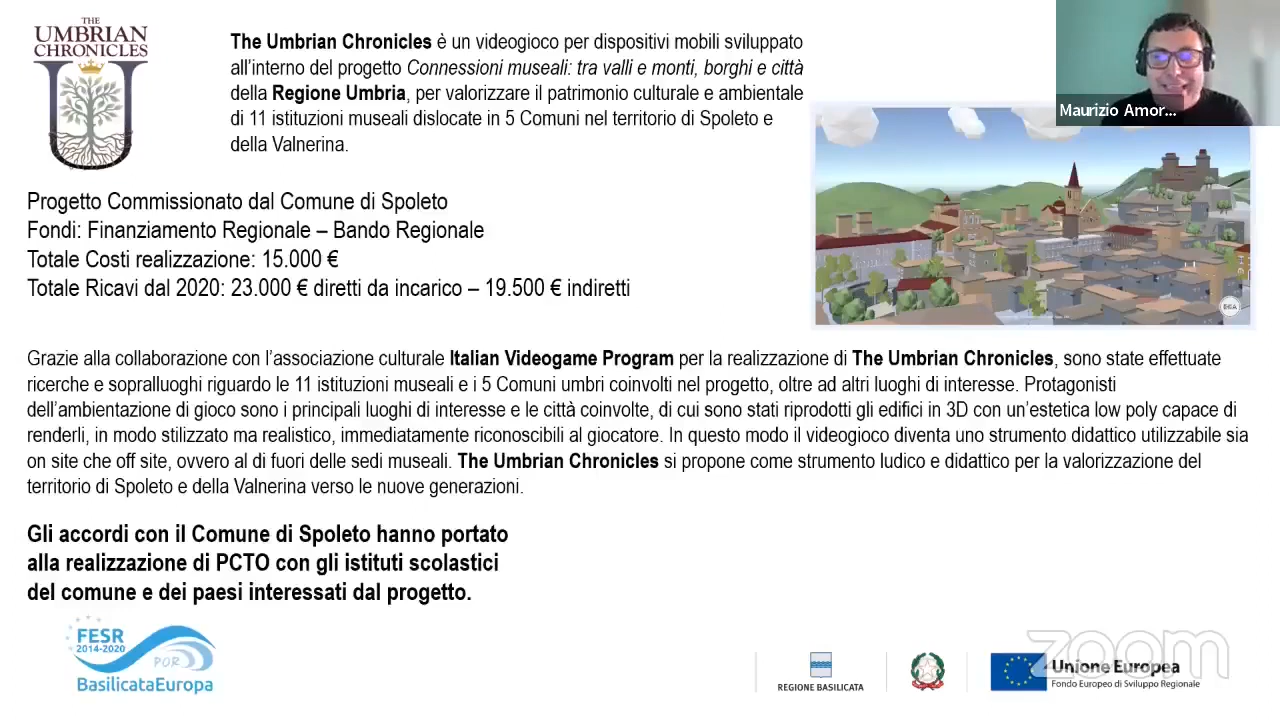 THE
UMBRIAN
CHRONICLES
The Umbrian Chronicles è un videogioco per dispositivi mobili sviluppato
all'interno del progetto Connessioni museali: tra valli e monti, borghi e città
della Regione Umbria, per valorizzare il patrimonio culturale e ambientale
di 11 istituzioni museali dislocate in 5 Comuni nel territorio di Spoleto e
della Valnerina.
Maurizio Amor...
Progetto Commissionato dal Comune di Spoleto
Fondi: Finanziamento Regionale – Bando Regionale
Totale Costi realizzazione: 15.000 €
Totale Ricavi dal 2020: 23.000 € diretti da incarico – 19.500 € indiretti
Grazie alla collaborazione con l'associazione culturale Italian Videogame Program per la realizzazione di The Umbrian Chronicles, sono state effettuate
ricerche e sopralluoghi riguardo le 11 istituzioni museali e i 5 Comuni umbri coinvolti nel progetto, oltre ad altri luoghi di interesse. Protagonisti
dell'ambientazione di gioco sono i principali luoghi di interesse e le città coinvolte, di cui sono stati riprodotti gli edifici in 3D con un'estetica low poly capace di
renderli, in modo stilizzato ma realistico, immediatamente riconoscibili al giocatore. In questo modo il videogioco diventa uno strumento didattico utilizzabile sia
on site che off site, ovvero al di fuori delle sedi museali. The Umbrian Chronicles si propone come strumento ludico e didattico per la valorizzazione del
territorio di Spoleto e della Valnerina verso le nuove generazioni.
Gli accordi con il Comune di Spoleto hanno portato
alla realizzazione di PCTO con gli istituti scolastici
del comune e dei paesi interessati dal progetto.
FESR
2014-2020
POR
BasilicataEuropa
REGIONE BASILICATA
Unione Europea
Fondo Europeo di Sviluppo Regionale
zoom